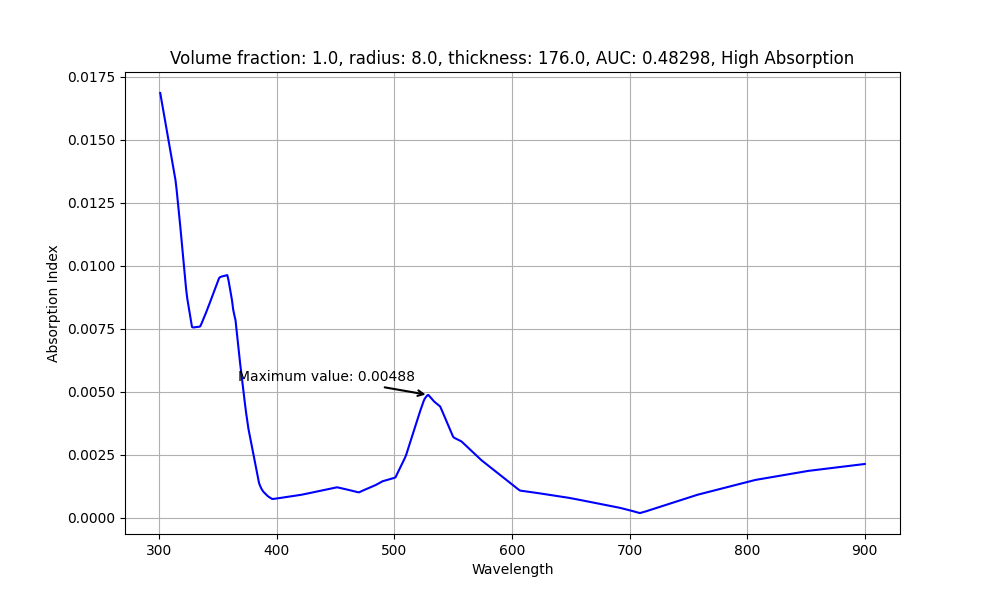 Volume fraction: 1.0, radius: 8.0, thickness: 176.0, AUC: 0.48298, High Absorption
0.0175
0.0150
0.0125
0.0100
0.0075
0.0050
0.0025
0.0000
Absorption Index
Maximum value: 0.00488
300 400 500 600 700 800 900
Wavelength